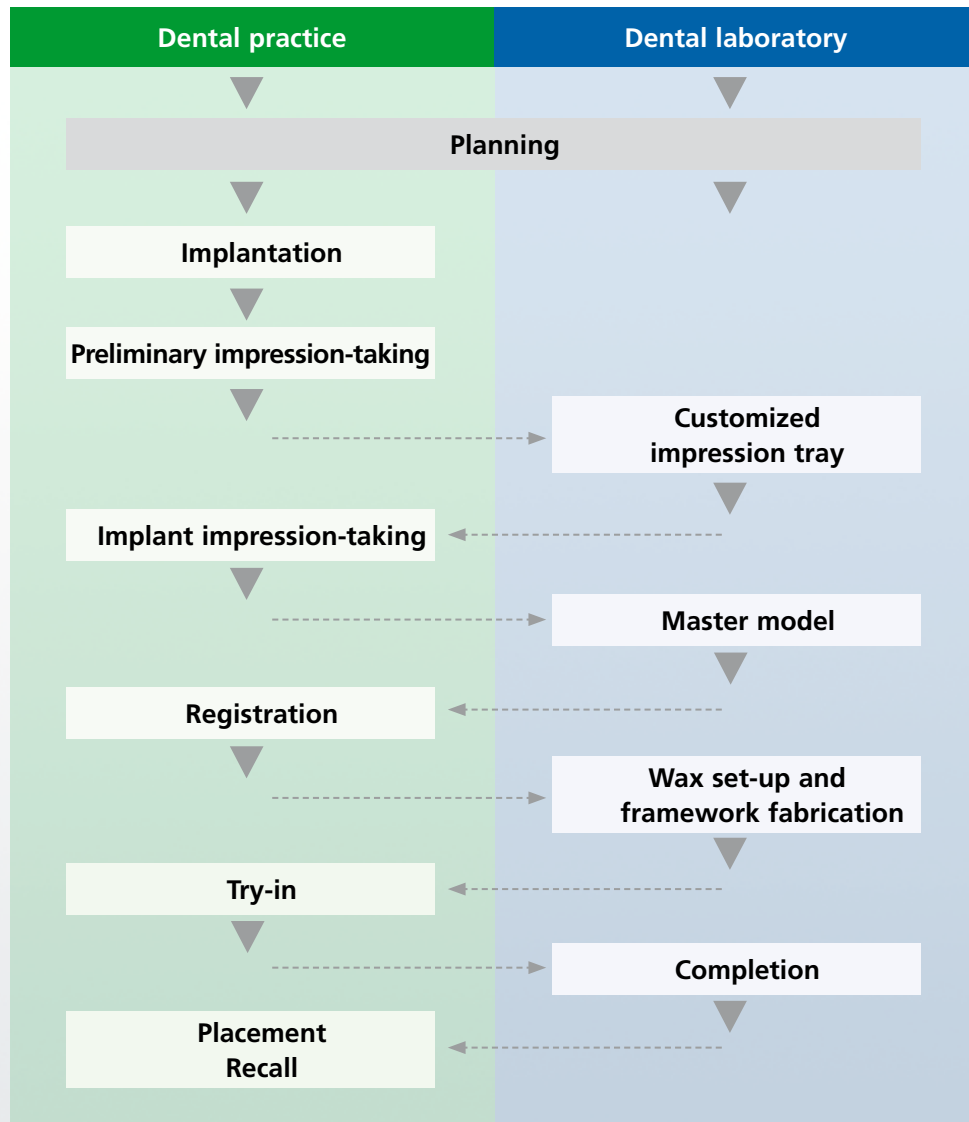 Dental practice
Dental laboratory
Planning
Implantation
Preliminary impression-taking
Customized
impression tray
Implant impression-taking
Master model
Registration
Wax set-up and
framework fabrication
Try-in
Completion
Placement
Recall